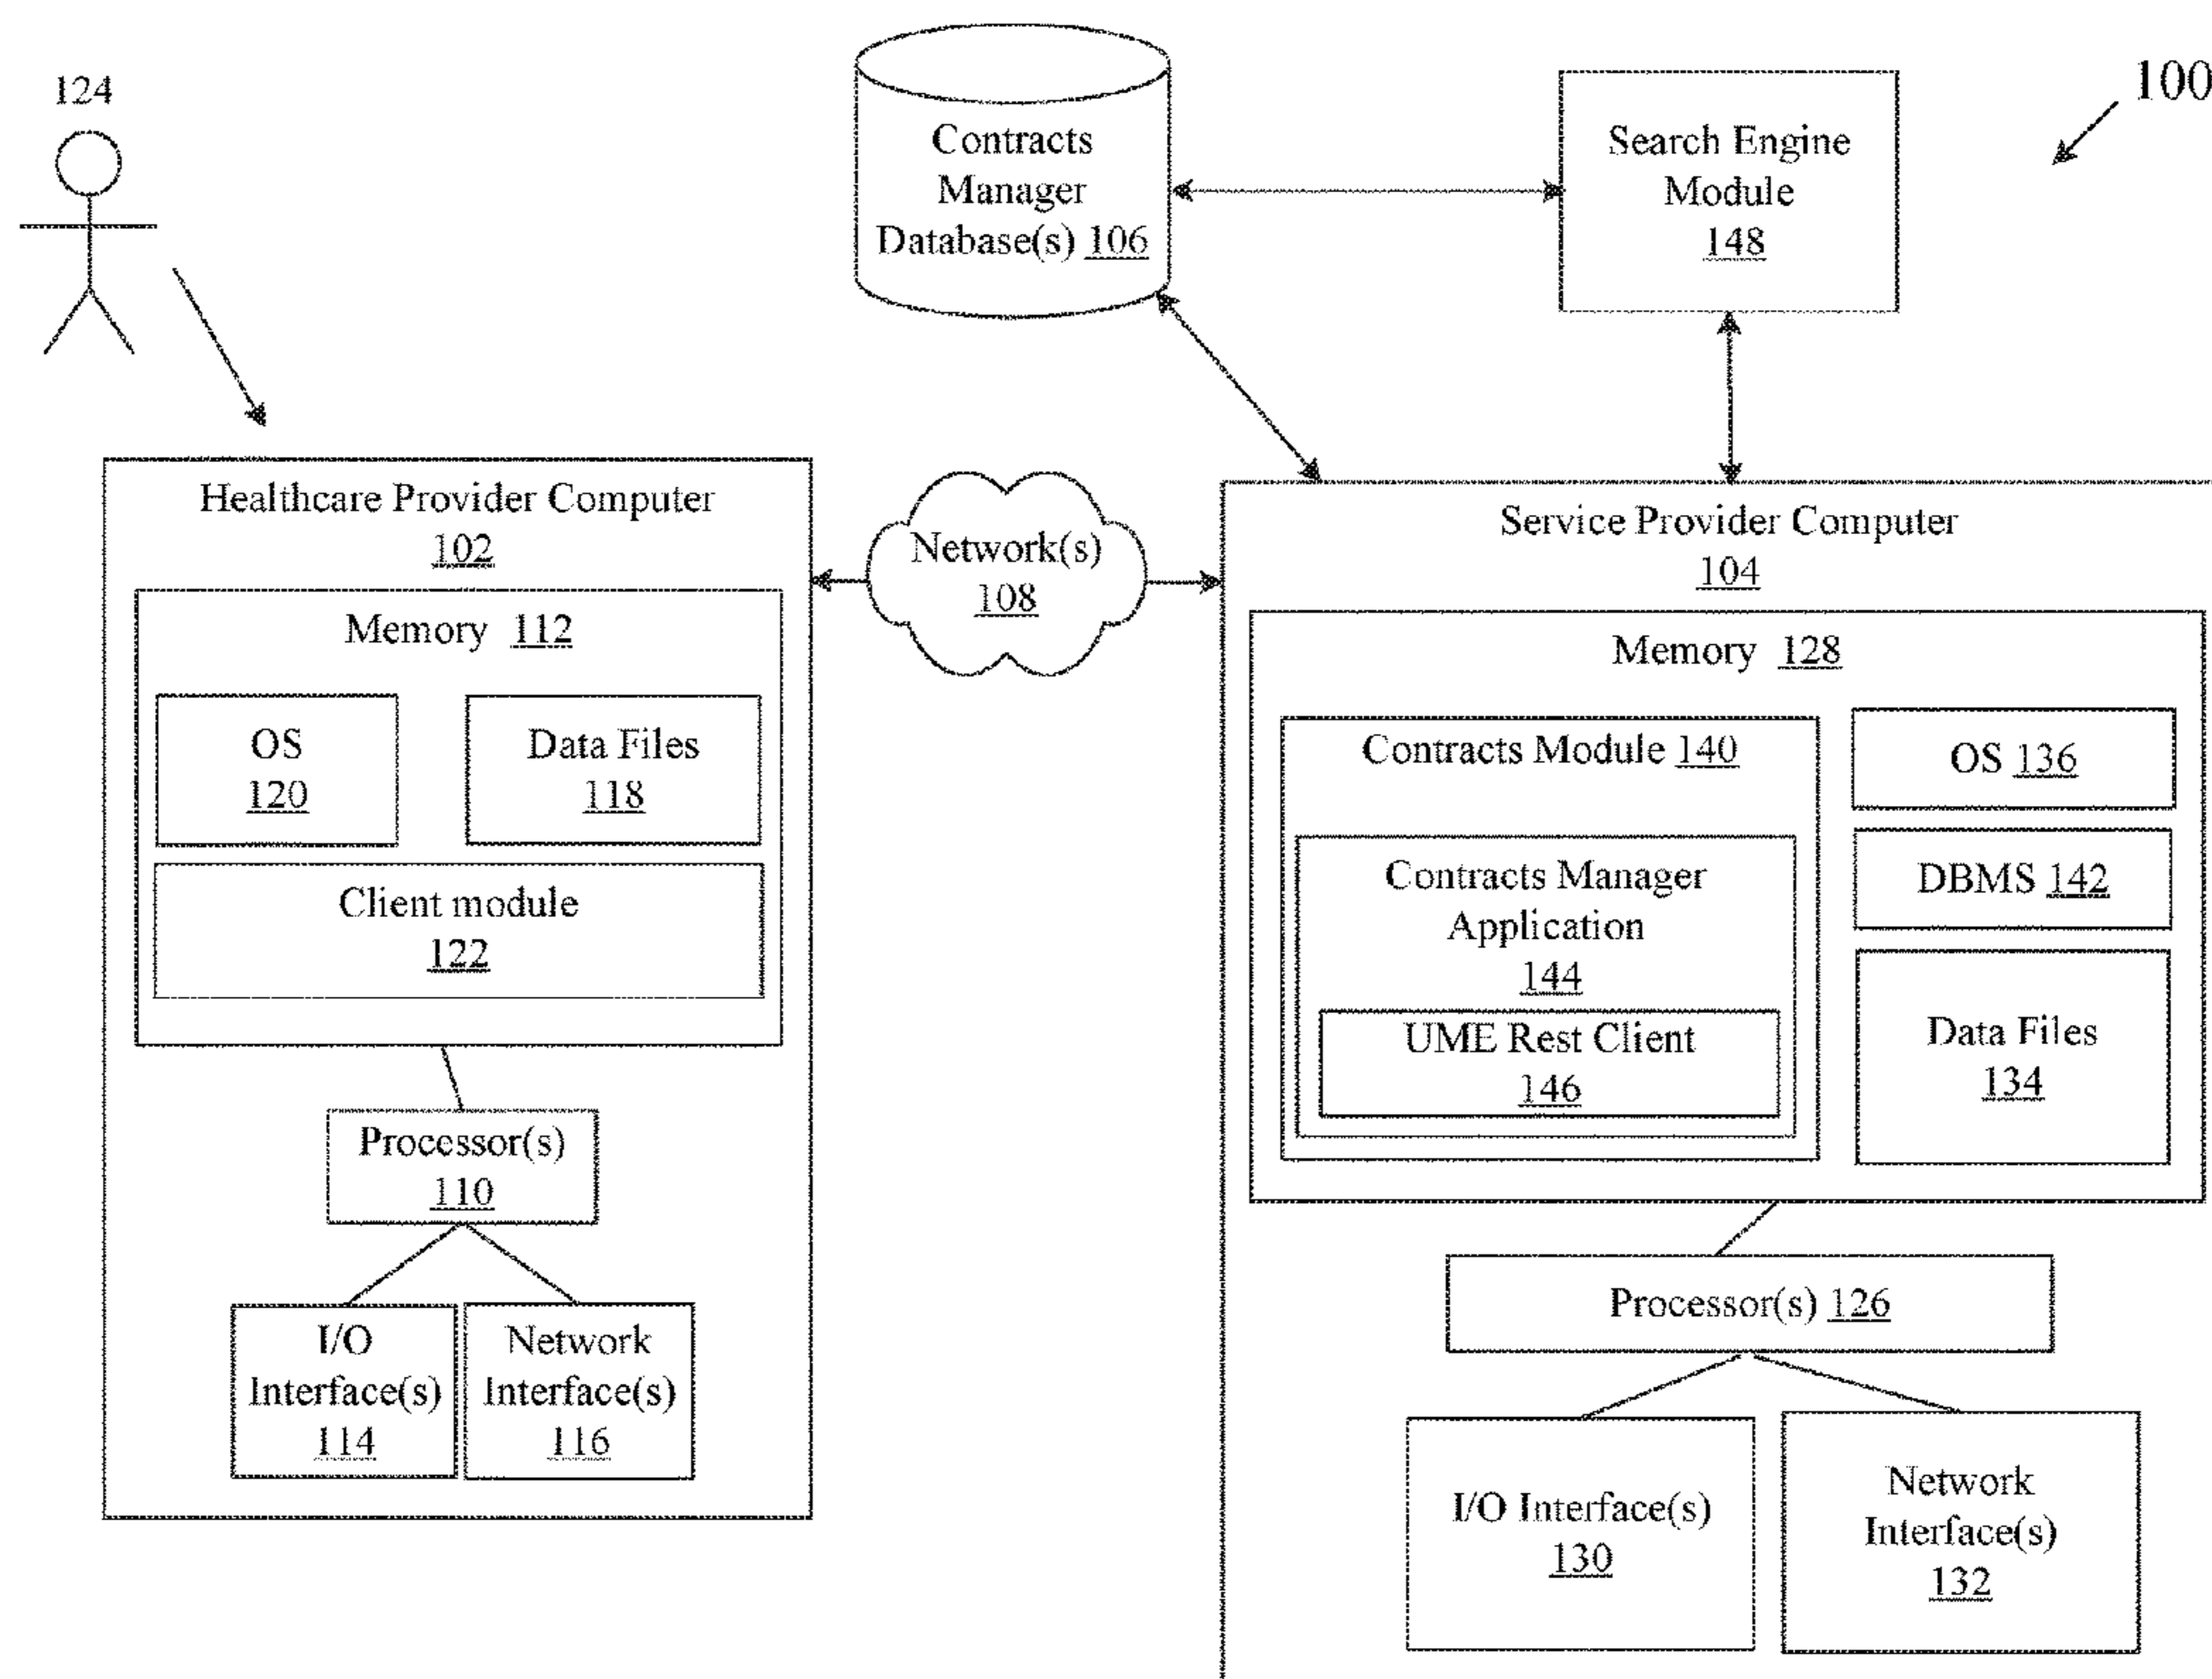 124
Contracts
Manager
Database(s) 106
Search Engine
Module
148
100
Healthcare Provider Computer
102
Memory 112
OS
120
Data Files
118
Client module
122
Processor(s)
110
I/O
Interface(s)
114
Network
Interface(s)
116
Network(s)
108
Service Provider Computer
104
Memory 128
Contracts Module 140
Contracts Manager
Application
144
UME Rest Client
146
OS 136
DBMS 142
Data Files
134
Processor(s) 126
I/O Interface(s)
130
Network
Interface(s)
132